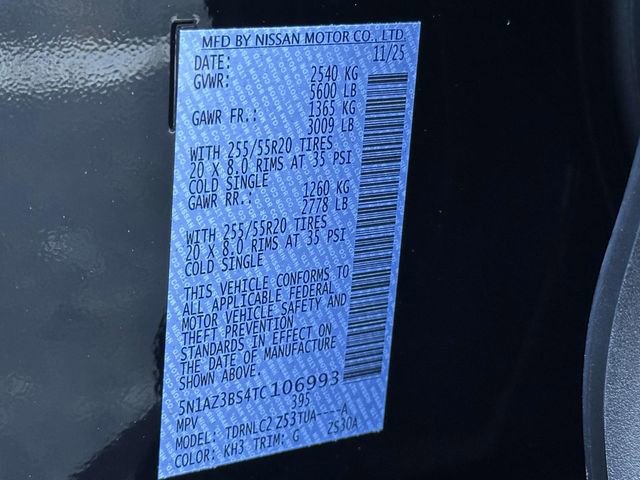 MFD BY NISSAN MOTOR CO., LTD.
DATE: 11/25
GVWR: 2540 KG
5600 LB
GAWR FR.: 1365 KG
3009 LB
WITH 255/55R20 TIRES
20 X 8.0 RIMS AT 35 PSI
COLD SINGLE
GAWR RR.: 1260 KG
2778 LB
WITH 255/55R20 TIRES
20 X 8.0 RIMS AT 35 PSI
COLD SINGLE
THIS VEHICLE CONFORMS TO
ALL APPLICABLE FEDERAL
MOTOR VEHICLE SAFETY AND
THEFT PREVENTION
STANDARDS IN EFFECT ON
THE DATE OF MANUFACTURE
SHOWN ABOVE.
5N1AZ3BS4TC106993
MPV 395
MODEL: TDRNLC2 Z53TUA----A
COLOR: KH3 TRIM: G ZS30A